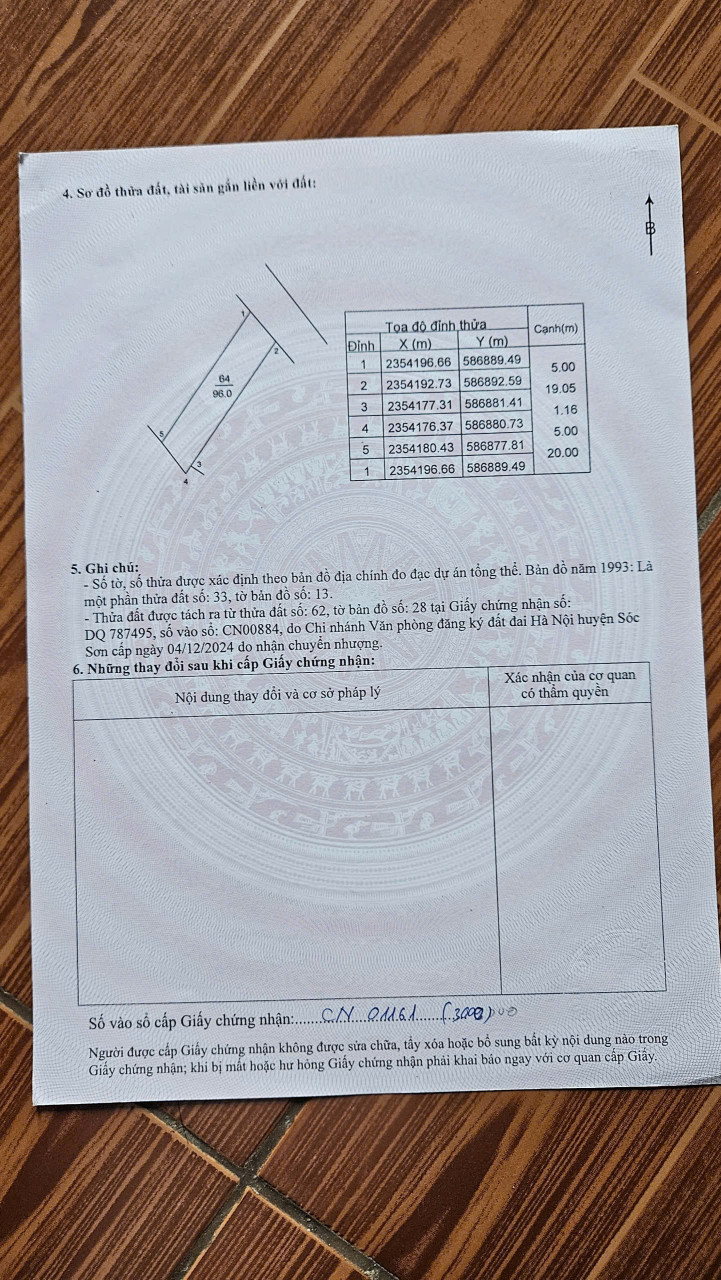 4. Sơ đồ thửa đất, tài sản gắn liền với đất:
B
1
2
64
96.0
5
3
4
Tọa độ đỉnh thửa Cạnh(m)
Đỉnh X (m) Y (m)
1 2354196.66 586889.49
5.00
2 2354192.73 586892.59
19.05
3 2354177.31 586881.41
1.16
4 2354176.37 586880.73
5.00
5 2354180.43 586877.81
20.00
1 2354196.66 586889.49
5. Ghi chú:
- Số tờ, số thửa được xác định theo bản đồ địa chính đo đạc dự án tổng thể. Bản đồ năm 1993: Là
một phần thửa đất số: 33, tờ bản đồ số: 13.
- Thửa đất được tách ra từ thửa đất số: 62, tờ bản đồ số: 28 tại Giấy chứng nhận số:
DQ 787495, số vào sổ: CN00884, do Chi nhánh Văn phòng đăng ký đất đai Hà Nội huyện Sóc
Sơn cấp ngày 04/12/2024 do nhận chuyển nhượng.
6. Những thay đổi sau khi cấp Giấy chứng nhận:
Nội dung thay đổi và cơ sở pháp lý
Xác nhận của cơ quan
có thẩm quyền
Số vào sổ cấp Giấy chứng nhận:......CN...01161......
Người được cấp Giấy chứng nhận không được sửa chữa, tẩy xóa hoặc bổ sung bất kỳ nội dung nào trong
Giấy chứng nhận; khi bị mất hoặc hư hỏng Giấy chứng nhận phải khai báo ngay với cơ quan cấp Giấy.